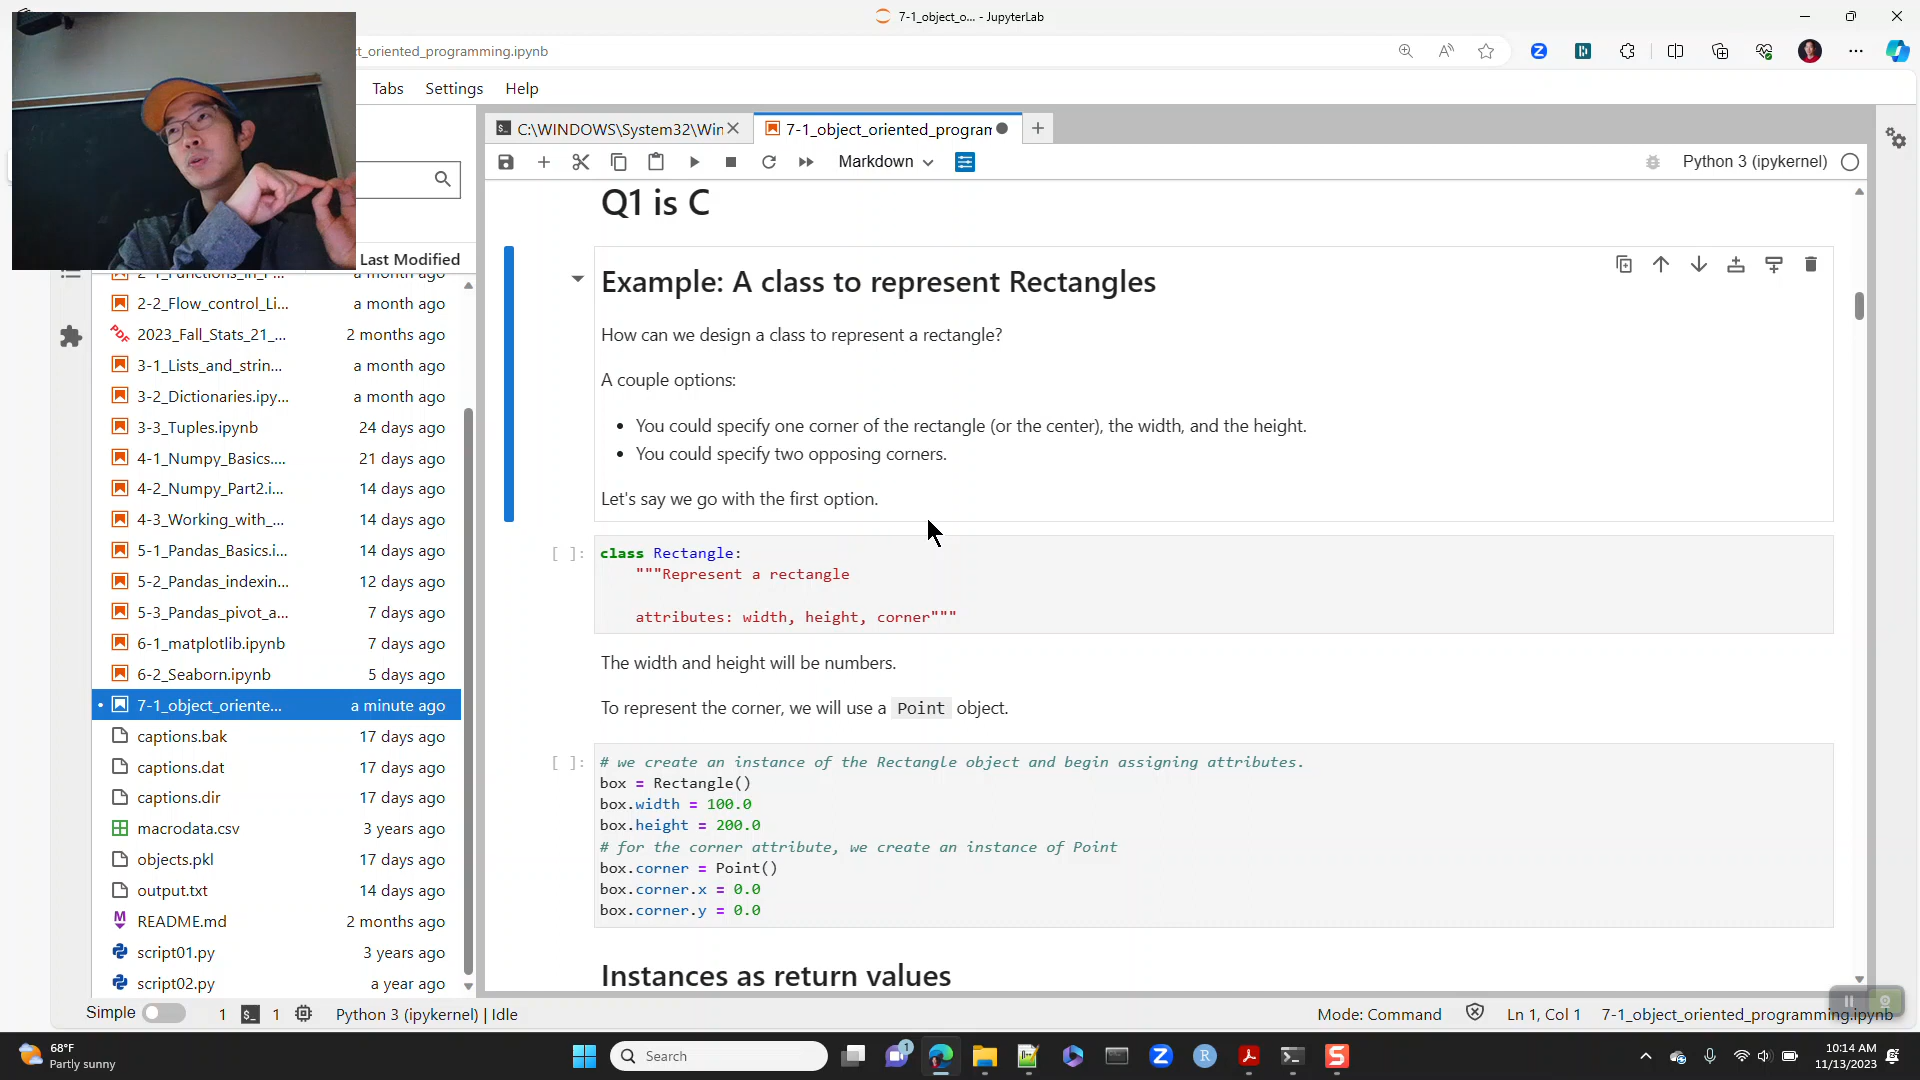 7-1_object_o... - JupyterLab
t_oriented_programming.ipynb
Tabs Settings Help
C:\WINDOWS\System32\Win
7-1_object_oriented_program
Markdown
Python 3 (ipykernel)
Last Modified
2-1_Functions_in_P... a month ago
2-2_Flow_control_Li... a month ago
2023_Fall_Stats_21_... 2 months ago
3-1_Lists_and_strin... a month ago
3-2_Dictionaries.ipy... a month ago
3-3_Tuples.ipynb 24 days ago
4-1_Numpy_Basics.... 21 days ago
4-2_Numpy_Part2.i... 14 days ago
4-3_Working_with_... 14 days ago
5-1_Pandas_Basics.i... 14 days ago
5-2_Pandas_indexin... 12 days ago
5-3_Pandas_pivot_a... 7 days ago
6-1_matplotlib.ipynb 7 days ago
6-2_Seaborn.ipynb 5 days ago
7-1_object_oriente... a minute ago
captions.bak 17 days ago
captions.dat 17 days ago
captions.dir 17 days ago
macrodata.csv 3 years ago
objects.pkl 17 days ago
output.txt 14 days ago
README.md 2 months ago
script01.py 3 years ago
script02.py a year ago
Q1 is C
Example: A class to represent Rectangles
How can we design a class to represent a rectangle?
A couple options:
• You could specify one corner of the rectangle (or the center), the width, and the height.
• You could specify two opposing corners.
Let's say we go with the first option.
[ ]: class Rectangle:
"""Represent a rectangle
attributes: width, height, corner"""
The width and height will be numbers.
To represent the corner, we will use a Point object.
[ ]: # we create an instance of the Rectangle object and begin assigning attributes.
box = Rectangle()
box.width = 100.0
box.height = 200.0
# for the corner attribute, we create an instance of Point
box.corner = Point()
box.corner.x = 0.0
box.corner.y = 0.0
Instances as return values
Simple 1 1 Python 3 (ipykernel) | Idle
Mode: Command Ln 1, Col 1 7-1_object_oriented_programming.ipynb
68°F
Partly sunny
Search
1
10:14 AM
11/13/2023